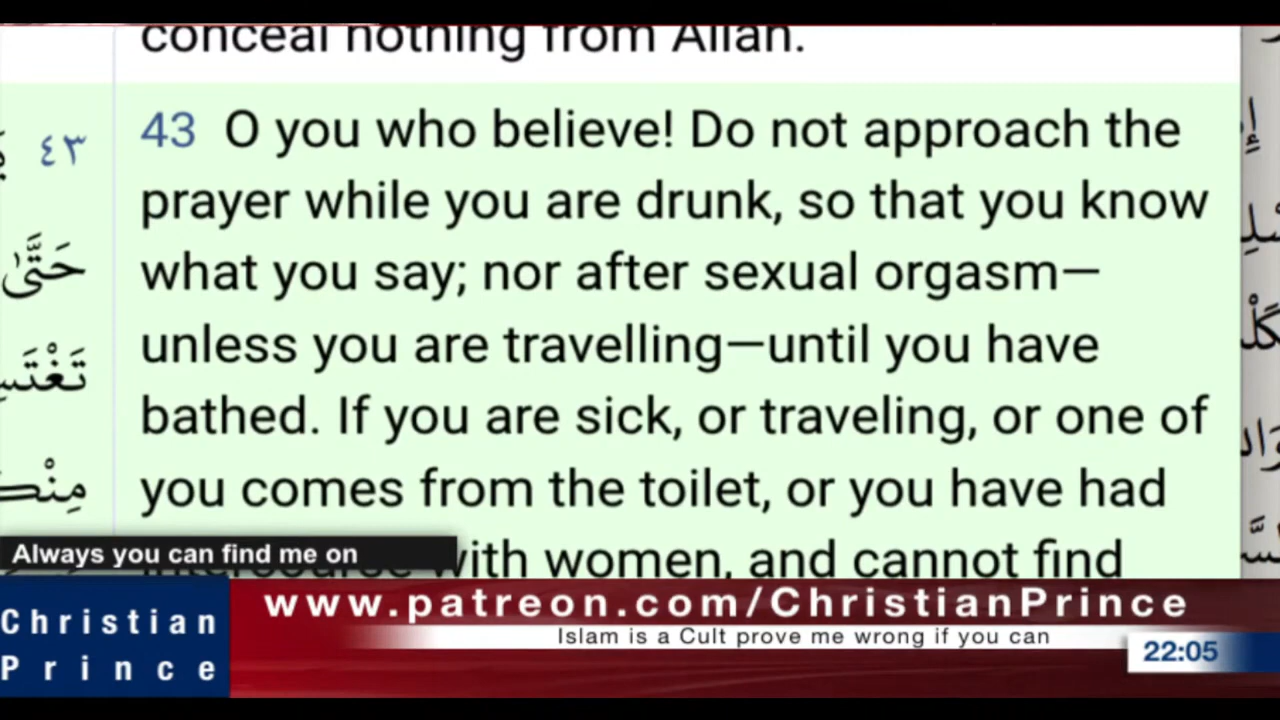 conceal nothing from Allah.
43 O you who believe! Do not approach the
prayer while you are drunk, so that you know
what you say; nor after sexual orgasm—
unless you are travelling—until you have
bathed. If you are sick, or traveling, or one of
you comes from the toilet, or you have had
intercourse with women, and cannot find
٤٣
حَتَّىٰ
Always you can find me on
www.patreon.com/ChristianPrince
Islam is a Cult prove me wrong if you can
Christian
Prince
22:05